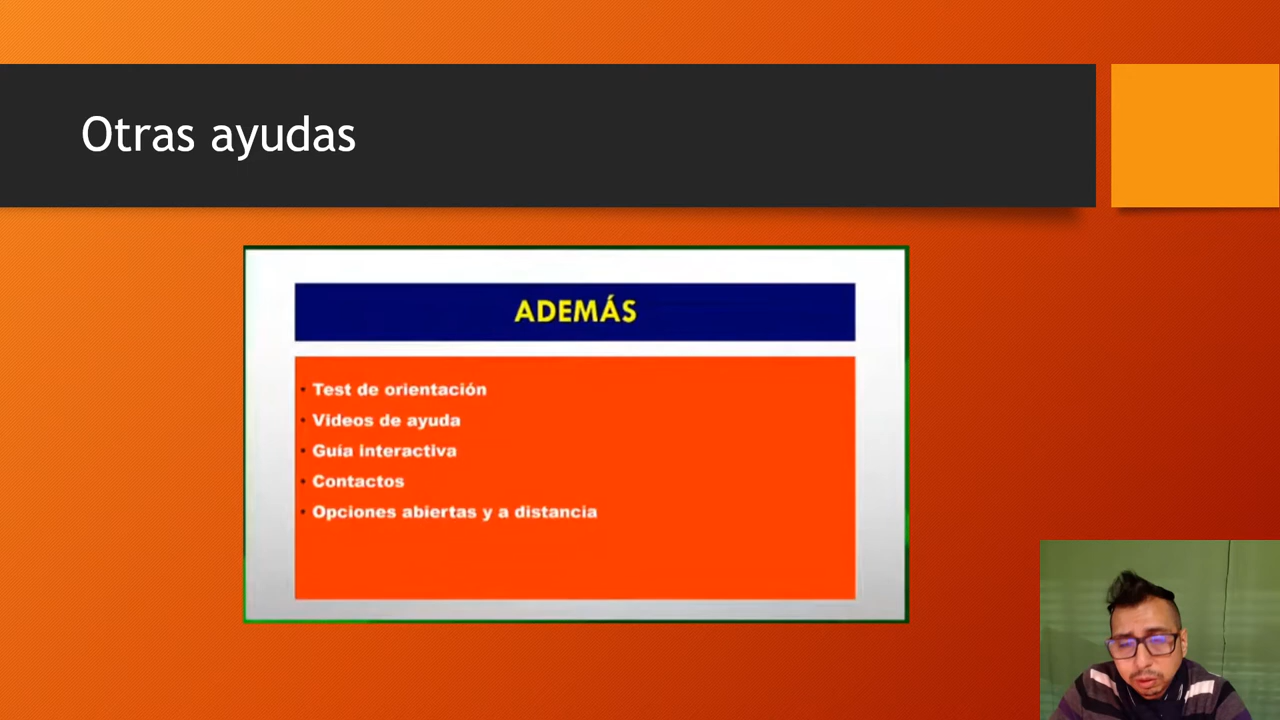 Otras ayudas
ADEMÁS
• Test de orientación
• Videos de ayuda
• Guía interactiva
• Contactos
• Opciones abiertas y a distancia